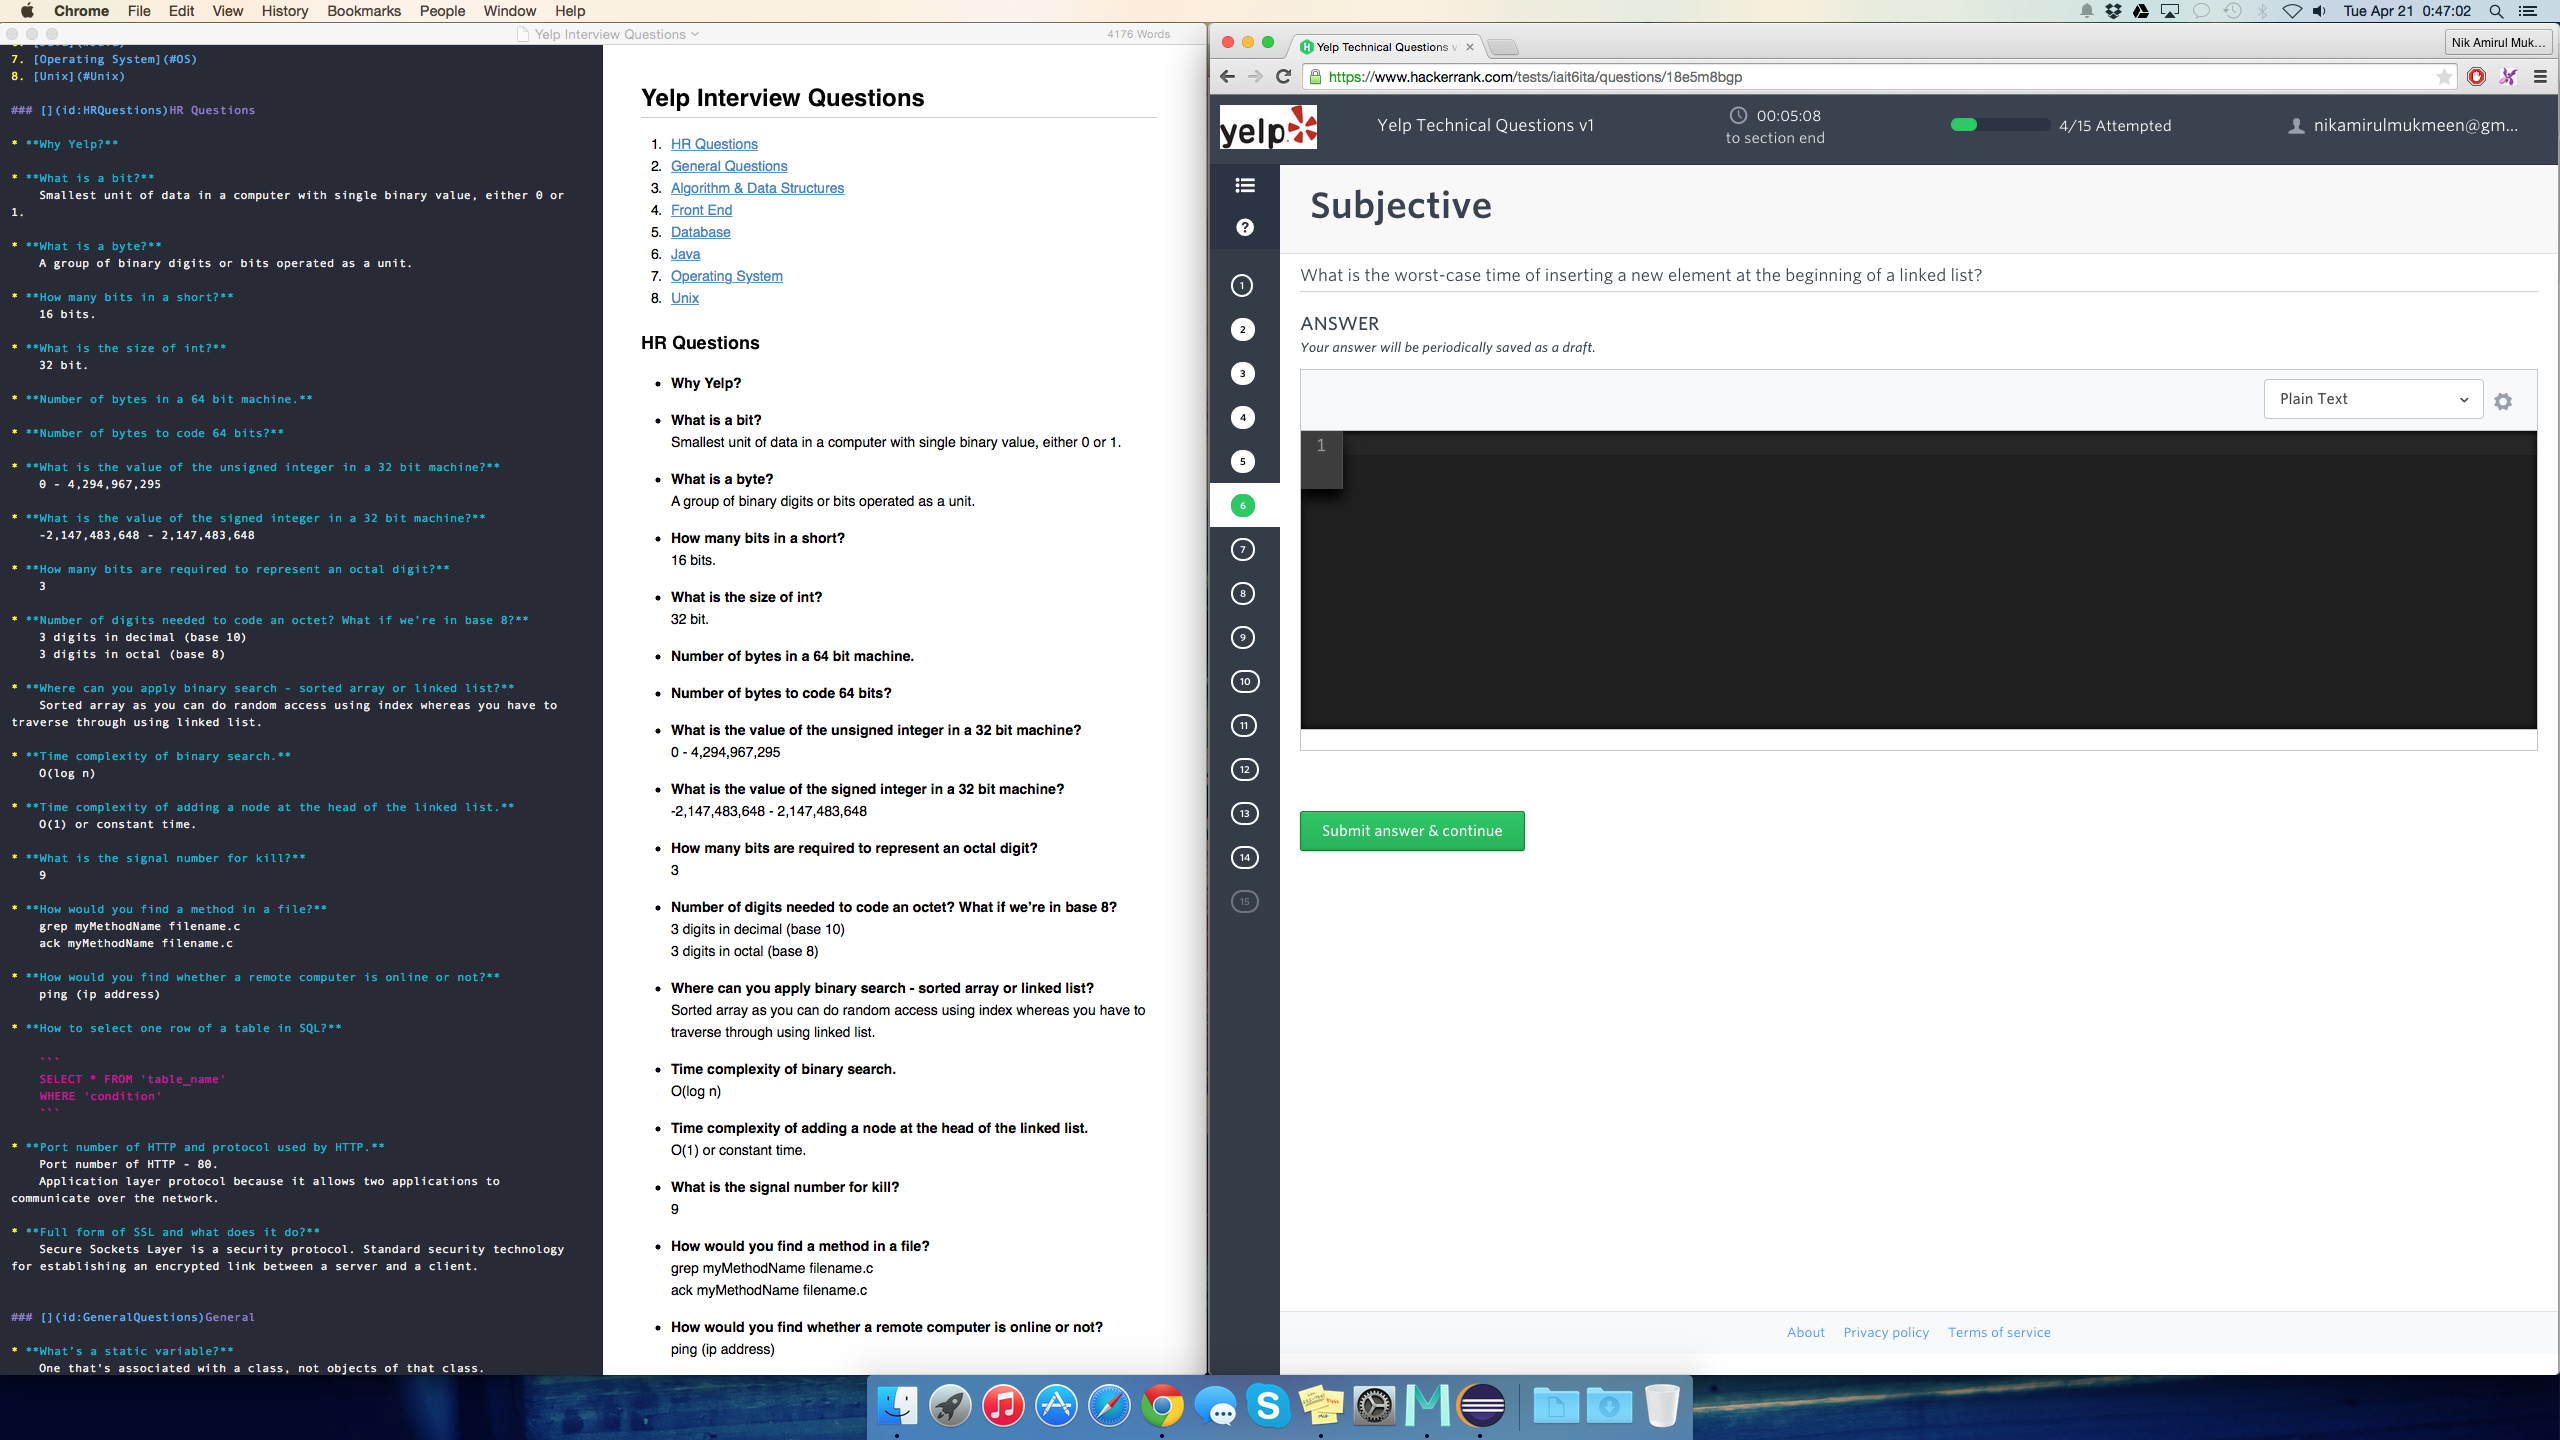 Chrome File Edit View History Bookmarks People Window Help
Tue Apr 21 0:47:02
Yelp Interview Questions
4176 Words
7. [Operating System](#OS)
8. [Unix](#Unix)
### [](id:HRQuestions)HR Questions
* **Why Yelp?**
* **What is a bit?**
Smallest unit of data in a computer with single binary value, either 0 or
1.
* **What is a byte?**
A group of binary digits or bits operated as a unit.
* **How many bits in a short?**
16 bits.
* **What is the size of int?**
32 bit.
* **Number of bytes in a 64 bit machine.**
* **Number of bytes to code 64 bits?**
* **What is the value of the unsigned integer in a 32 bit machine?**
0 - 4,294,967,295
* **What is the value of the signed integer in a 32 bit machine?**
-2,147,483,648 - 2,147,483,648
* **How many bits are required to represent an octal digit?**
3
* **Number of digits needed to code an octet? What if we're in base 8?**
3 digits in decimal (base 10)
3 digits in octal (base 8)
* **Where can you apply binary search - sorted array or linked list?**
Sorted array as you can do random access using index whereas you have to
traverse through using linked list.
* **Time complexity of binary search.**
O(log n)
* **Time complexity of adding a node at the head of the linked list.**
O(1) or constant time.
* **What is the signal number for kill?**
9
* **How would you find a method in a file?**
grep myMethodName filename.c
ack myMethodName filename.c
* **How would you find whether a remote computer is online or not?**
ping (ip address)
* **How to select one row of a table in SQL?**
```
SELECT * FROM 'table_name'
WHERE 'condition'
```
* **Port number of HTTP and protocol used by HTTP.**
Port number of HTTP - 80.
Application layer protocol because it allows two applications to
communicate over the network.
* **Full form of SSL and what does it do?**
Secure Sockets Layer is a security protocol. Standard security technology
for establishing an encrypted link between a server and a client.
### [](id:GeneralQuestions)General
* **What's a static variable?**
One that's associated with a class, not objects of that class.
Yelp Interview Questions
1. HR Questions
2. General Questions
3. Algorithm & Data Structures
4. Front End
5. Database
6. Java
7. Operating System
8. Unix
HR Questions
• Why Yelp?
• What is a bit?
Smallest unit of data in a computer with single binary value, either 0 or 1.
• What is a byte?
A group of binary digits or bits operated as a unit.
• How many bits in a short?
16 bits.
• What is the size of int?
32 bit.
• Number of bytes in a 64 bit machine.
• Number of bytes to code 64 bits?
• What is the value of the unsigned integer in a 32 bit machine?
0 - 4,294,967,295
• What is the value of the signed integer in a 32 bit machine?
-2,147,483,648 - 2,147,483,648
• How many bits are required to represent an octal digit?
3
• Number of digits needed to code an octet? What if we're in base 8?
3 digits in decimal (base 10)
3 digits in octal (base 8)
• Where can you apply binary search - sorted array or linked list?
Sorted array as you can do random access using index whereas you have to
traverse through using linked list.
• Time complexity of binary search.
O(log n)
• Time complexity of adding a node at the head of the linked list.
O(1) or constant time.
• What is the signal number for kill?
9
• How would you find a method in a file?
grep myMethodName filename.c
ack myMethodName filename.c
• How would you find whether a remote computer is online or not?
ping (ip address)
Yelp Technical Questions
Nik Amirul Muk...
https://www.hackerrank.com/tests/iait6ita/questions/18e5m8bgp
yelp
Yelp Technical Questions v1
00:05:08
to section end
4/15 Attempted
nikamirulmukmeen@gm...
?
1
2
3
4
5
6
7
8
9
10
11
12
13
14
15
Subjective
What is the worst-case time of inserting a new element at the beginning of a linked list?
ANSWER
Your answer will be periodically saved as a draft.
Plain Text
1
Submit answer & continue
About Privacy policy Terms of service